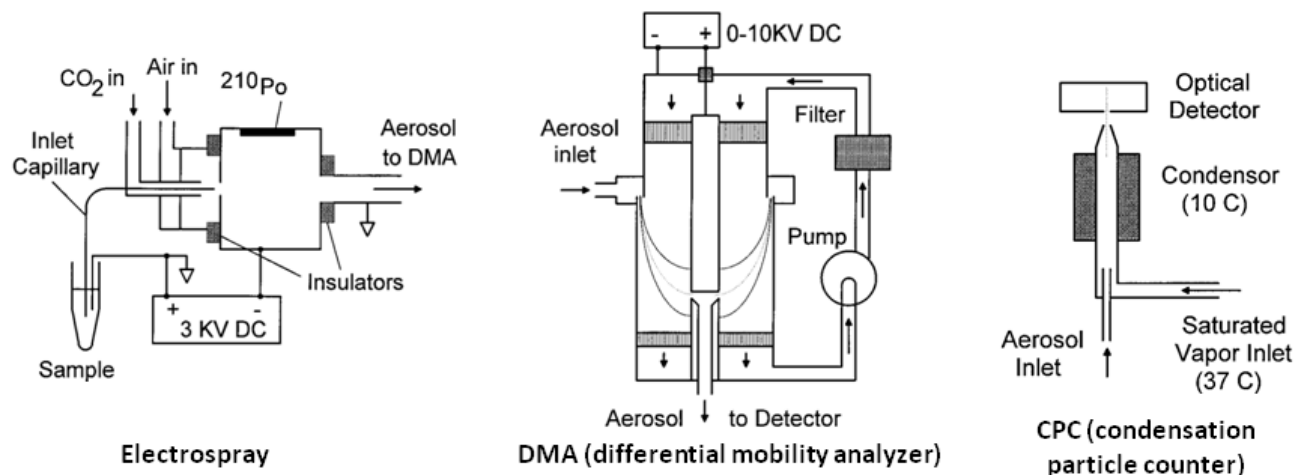 CO2 in
Air in
210Po
Inlet
Capillary
Aerosol
to DMA
Insulators
+ -
3 KV DC
Sample
Electrospray
- +
0-10KV DC
Aerosol
inlet
Filter
Pump
Aerosol to Detector
DMA (differential mobility analyzer)
Optical
Detector
Condensor
(10 C)
Aerosol
Inlet
Saturated
Vapor Inlet
(37 C)
CPC (condensation
particle counter)